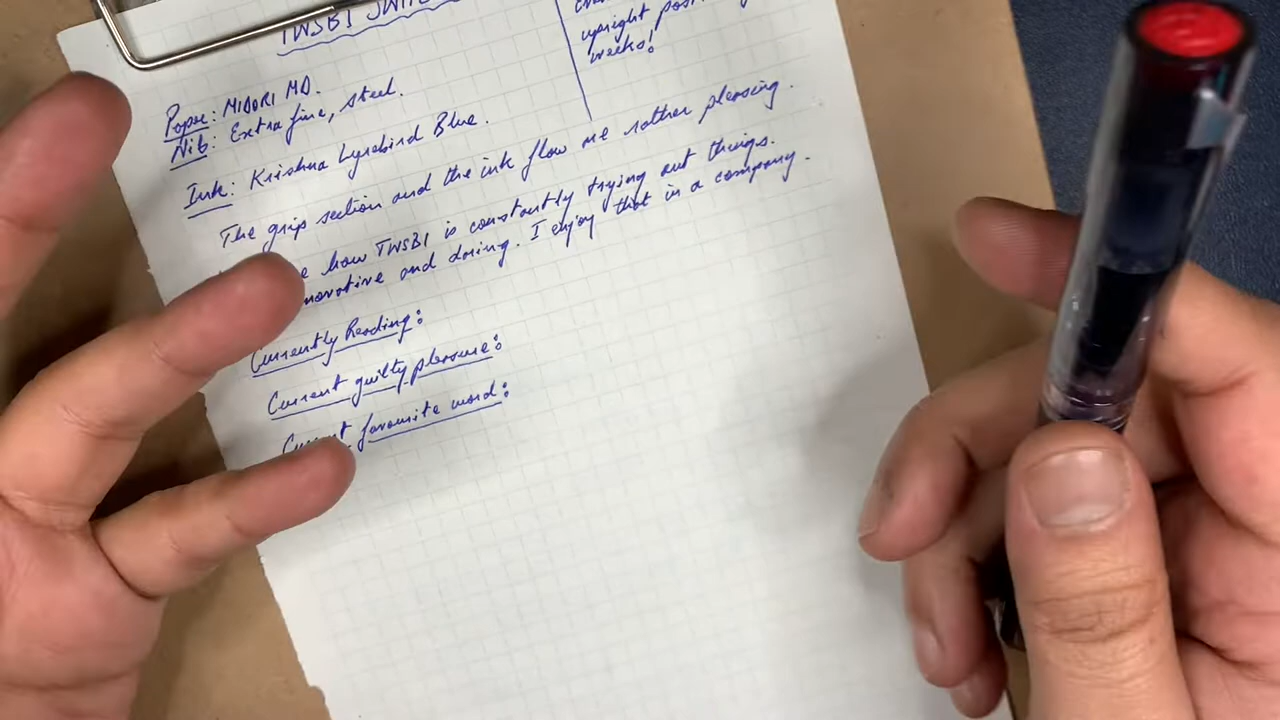 TWSBI
upright
weeks!
Paper: MIDORI MD.
Nib: Extra fine, steel.
Ink: Krishna Lyrebird Blue.
The grip section and the ink flow are rather pleasing.
how TWSBI is constantly trying out things.
and daring. I enjoy that in a company.
Currently Reading:
Current guilty pleasure:
Current favourite word: